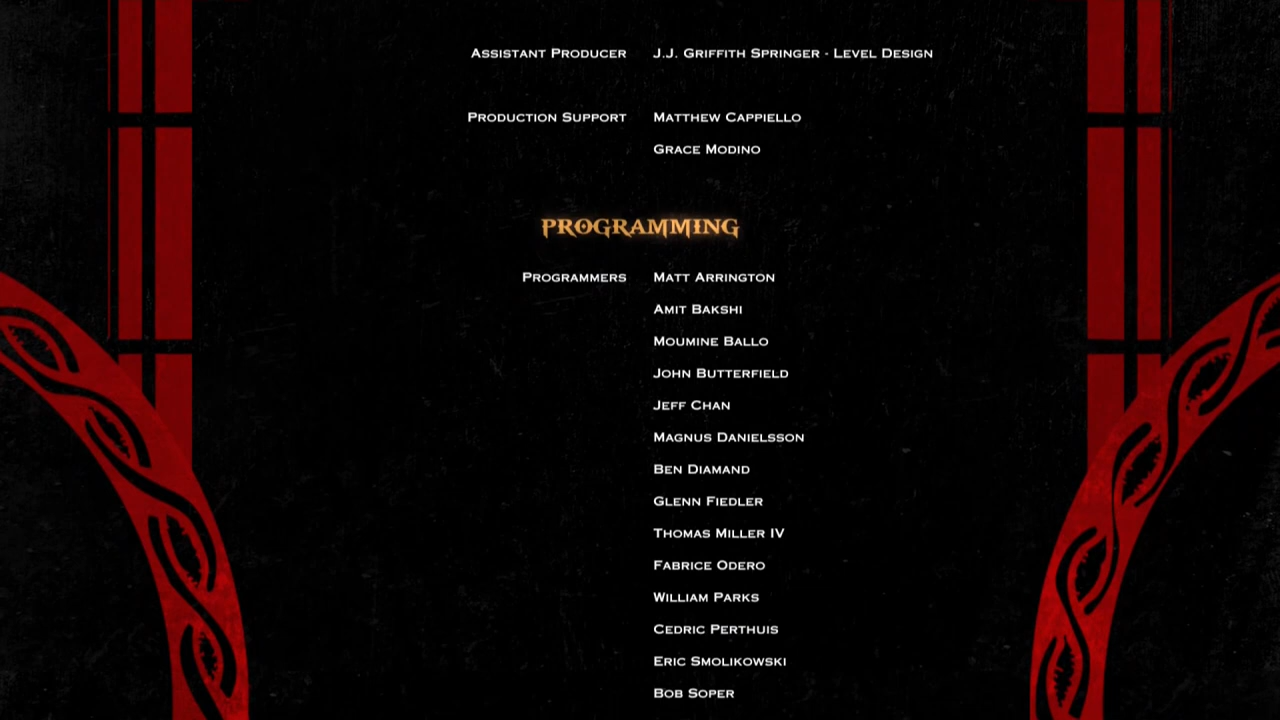 Assistant Producer J.J. Griffith Springer - Level Design
Production Support Matthew Cappiello
Grace Modino
PROGRAMMING
Programmers Matt Arrington
Amit Bakshi
Moumine Ballo
John Butterfield
Jeff Chan
Magnus Danielsson
Ben Diamand
Glenn Fiedler
Thomas Miller IV
Fabrice Odero
William Parks
Cedric Perthuis
Eric Smolikowski
Bob Soper